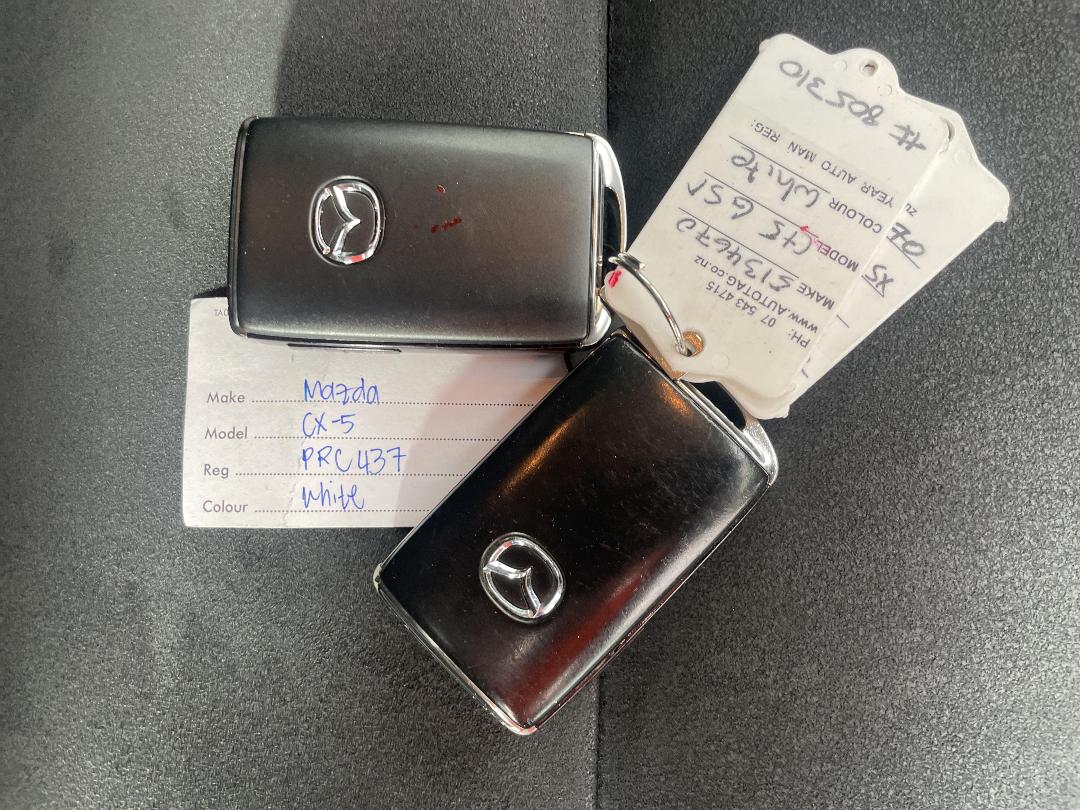 Make Mazda
Model CX-5
Reg PRC437
Colour White
# 805310
YEAR AUTO MAN REG:
COLOUR White
MODEL
MAKE 5134670
www.AUTOTAG.co.nz
PH: 07 543 4715